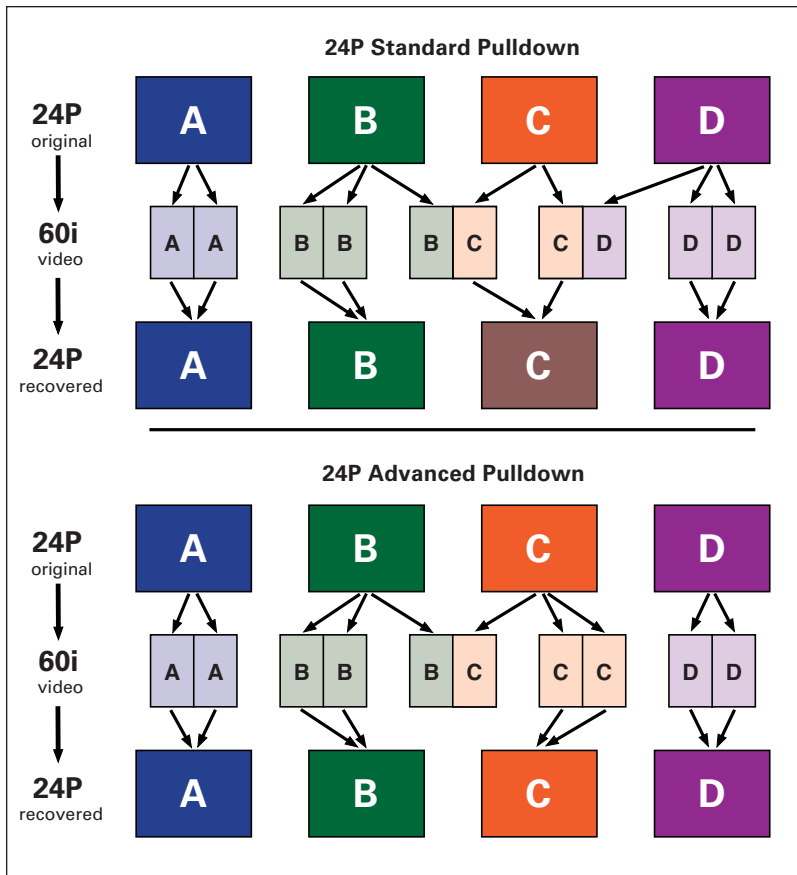 24P Standard Pulldown
24P
original
A B C D
60i
video
A A B B B C C D D D
24P
recovered
A B C D
24P Advanced Pulldown
24P
original
A B C D
60i
video
A A B B B C C C D D
24P
recovered
A B C D